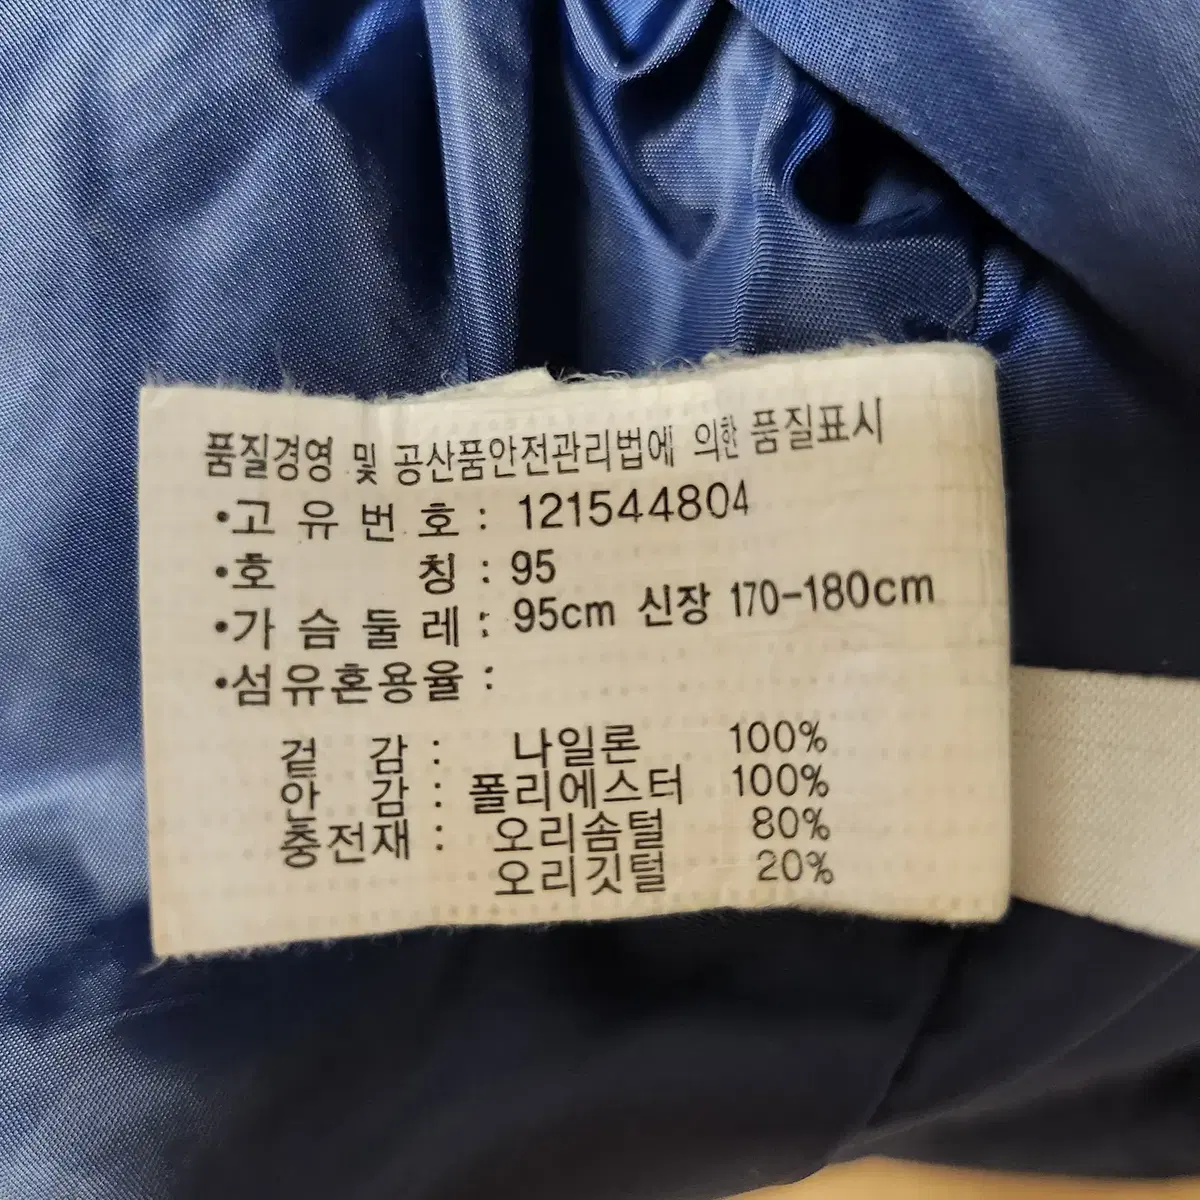 품질경영 및 공산품안전관리법에 의한 품질표시
•고유번호: 121544804
•호칭: 95
•가슴둘레: 95cm 신장 170-180cm
•섬유혼용율:
겉감: 나일론 100%
안감: 폴리에스터 100%
충전재: 오리솜털 80%
오리깃털 20%